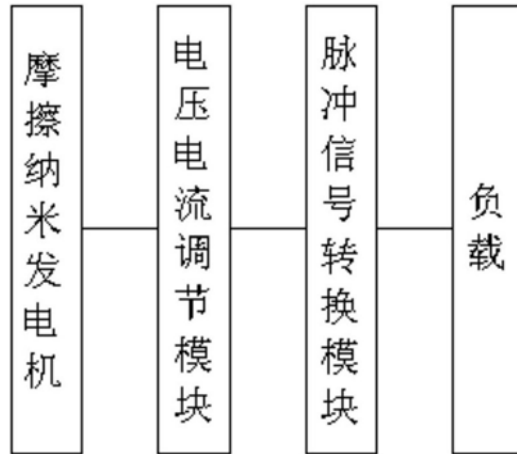 摩擦纳米发电机
电压电流调节模块
脉冲信号转换模块
负载